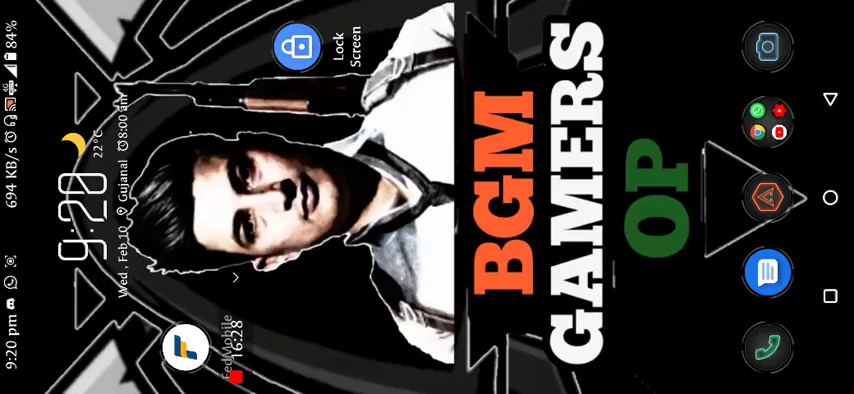 9:20 pm
694 KB/s
4G
84%
9:20
22°C
Wed , Feb 10
Gujanal
8:00 am
Lock
Screen
FedMobile
16:28
BGM
GAMERS
OP